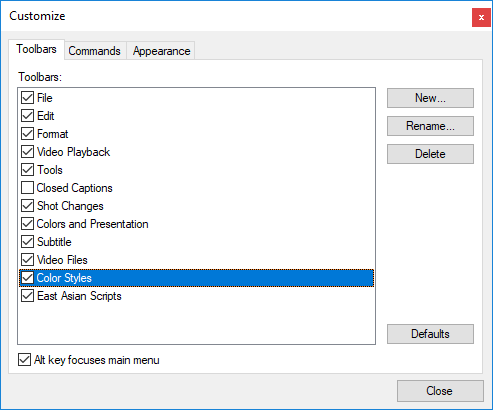 Customize
Toolbars Commands Appearance
Toolbars:
File
Edit
Format
Video Playback
Tools
Closed Captions
Shot Changes
Colors and Presentation
Subtitle
Video Files
Color Styles
East Asian Scripts
New...
Rename...
Delete
Defaults
Alt key focuses main menu
Close